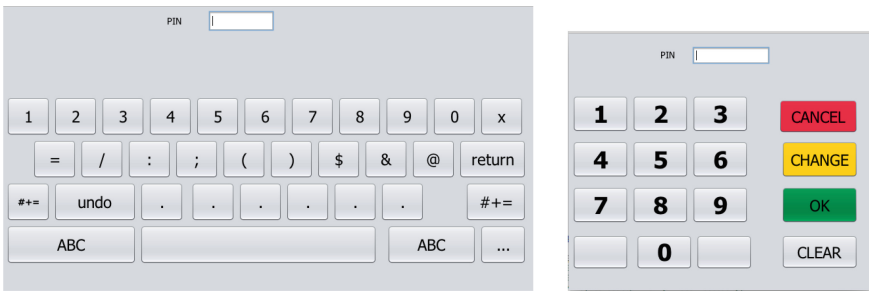 PIN
1 2 3 4 5 6 7 8 9 0 x
= / : ; ( ) $ & @ return
#+= undo . . . . . . #+=
ABC ABC ...
PIN
1 2 3 CANCEL
4 5 6 CHANGE
7 8 9 OK
0 CLEAR